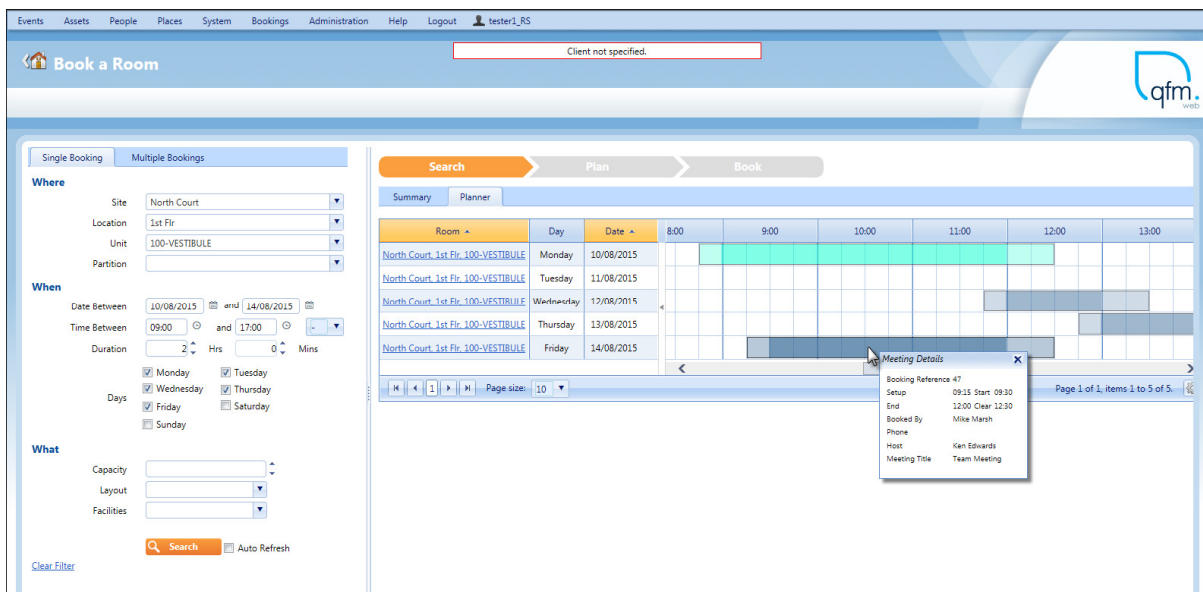 Events Assets People Places System Bookings Administration Help Logout tester1_RS
Client not specified.
Book a Room
qfm.
web
Single Booking Multiple Bookings
Where
Site North Court
Location 1st Flr
Unit 100-VESTIBULE
Partition
When
Date Between 10/08/2015 and 14/08/2015
Time Between 09:00 and 17:00 -
Duration 2 Hrs 0 Mins
Days
Monday Tuesday
Wednesday Thursday
Friday Saturday
Sunday
What
Capacity
Layout
Facilities
Search Auto Refresh
Clear Filter
Search Plan Book
Summary Planner
Room Day Date 8:00 9:00 10:00 11:00 12:00 13:00
North Court, 1st Flr, 100-VESTIBULE Monday 10/08/2015
North Court, 1st Flr, 100-VESTIBULE Tuesday 11/08/2015
North Court, 1st Flr, 100-VESTIBULE Wednesday 12/08/2015
North Court, 1st Flr, 100-VESTIBULE Thursday 13/08/2015
North Court, 1st Flr, 100-VESTIBULE Friday 14/08/2015
1 Page size: 10 Page 1 of 1, items 1 to 5 of 5.
Meeting Details
Booking Reference 47
Setup 09:15 Start 09:30
End 12:00 Clear 12:30
Booked By Mike Marsh
Phone
Host Ken Edwards
Meeting Title Team Meeting